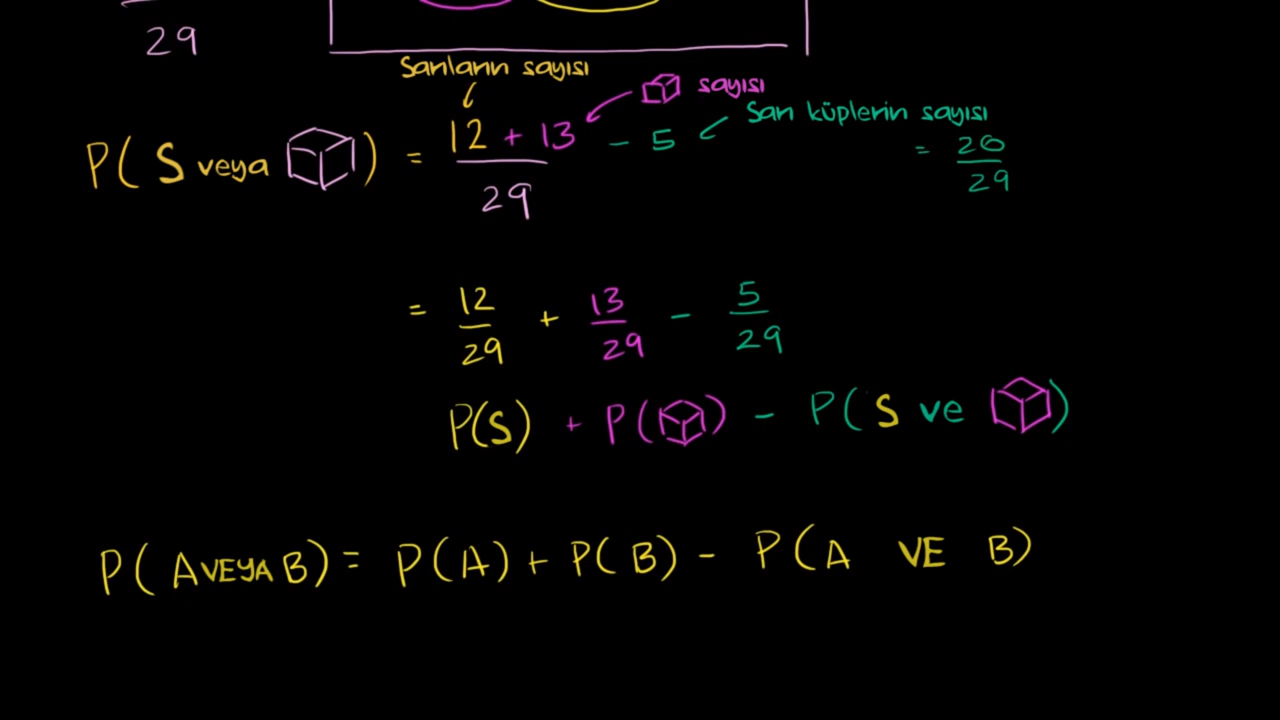 29
Sarıların sayısı
sayısı
Sarı küplerin sayısı
P( S veya ) = 12 + 13 - 5 = 20
29 29
= 12 + 13 - 5
29 29 29
P(S) + P( ) - P( S ve )
P( A VEYA B ) = P(A) + P( B ) - P( A VE B )